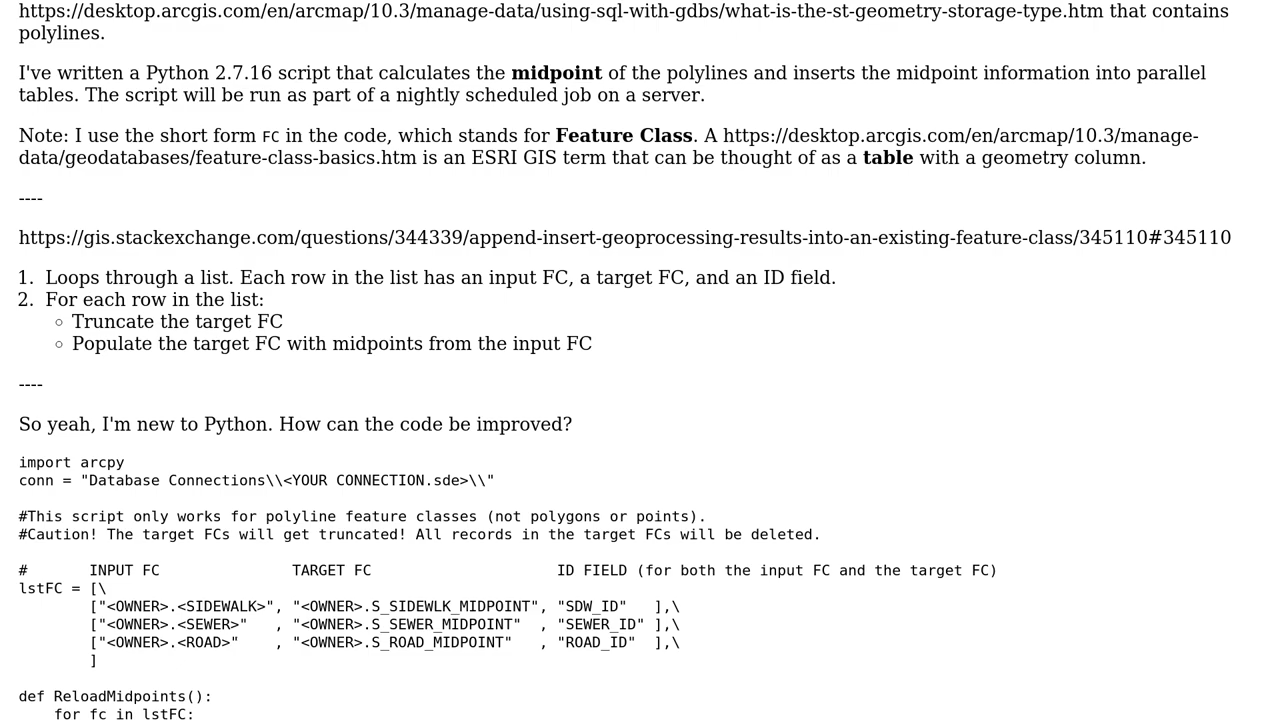 https://desktop.arcgis.com/en/arcmap/10.3/manage-data/using-sql-with-gdbs/what-is-the-st-geometry-storage-type.htm that contains
polylines.
I've written a Python 2.7.16 script that calculates the midpoint of the polylines and inserts the midpoint information into parallel
tables. The script will be run as part of a nightly scheduled job on a server.
Note: I use the short form FC in the code, which stands for Feature Class. A https://desktop.arcgis.com/en/arcmap/10.3/manage-
data/geodatabases/feature-class-basics.htm is an ESRI GIS term that can be thought of as a table with a geometry column.
----
https://gis.stackexchange.com/questions/344339/append-insert-geoprocessing-results-into-an-existing-feature-class/345110#345110
1. Loops through a list. Each row in the list has an input FC, a target FC, and an ID field.
2. For each row in the list:
◦ Truncate the target FC
◦ Populate the target FC with midpoints from the input FC
----
So yeah, I'm new to Python. How can the code be improved?
import arcpy
conn = "Database Connections\\<YOUR CONNECTION.sde>\\"
#This script only works for polyline feature classes (not polygons or points).
#Caution! The target FCs will get truncated! All records in the target FCs will be deleted.
#       INPUT FC               TARGET FC                     ID FIELD (for both the input FC and the target FC)
lstFC = [\
        ["<OWNER>.<SIDEWALK>", "<OWNER>.S_SIDEWLK_MIDPOINT", "SDW_ID"   ],\
        ["<OWNER>.<SEWER>"   , "<OWNER>.S_SEWER_MIDPOINT"  , "SEWER_ID" ],\
        ["<OWNER>.<ROAD>"    , "<OWNER>.S_ROAD_MIDPOINT"   , "ROAD_ID"  ],\
        ]
def ReloadMidpoints():
    for fc in lstFC: